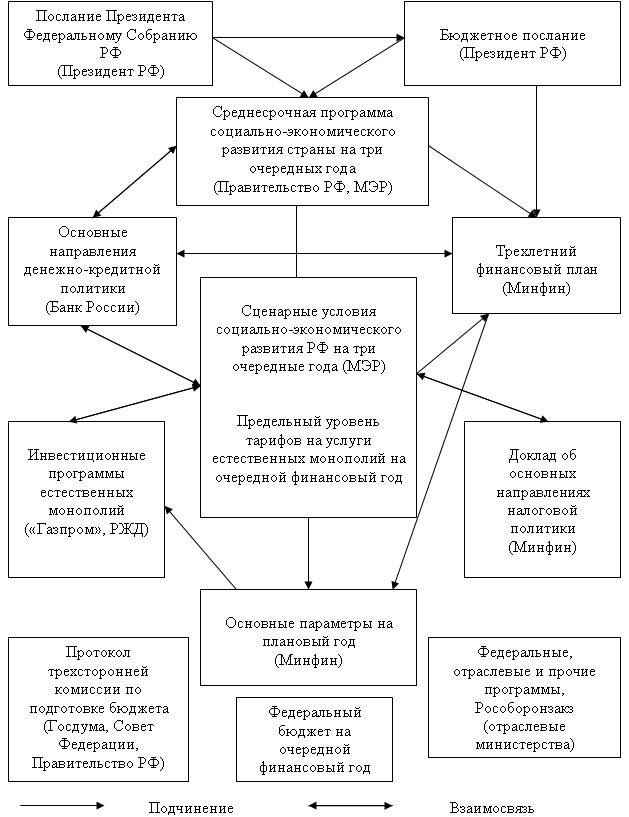 Послание Президента
Федеральному Собранию
РФ
(Президент РФ)
Бюджетное послание
(Президент РФ)
Среднесрочная программа
социально-экономического
развития страны на три
очередных года
(Правительство РФ, МЭР)
Основные
направления
денежно-кредитной
политики
(Банк России)
Трехлетний
финансовый план
(Минфин)
Сценарные условия
социально-экономического
развития РФ на три
очередные года (МЭР)
Предельный уровень
тарифов на услуги
естественных монополий на
очередной финансовый год
Инвестиционные
программы
естественных
монополий
(«Газпром», РЖД)
Доклад об
основных
направлениях
налоговой
политики
(Минфин)
Основные параметры на
плановый год
(Минфин)
Протокол
трехсторонней
комиссии по
подготовке бюджета
(Госдума, Совет
Федерации,
Правительство РФ)
Федеральный
бюджет на
очередной
финансовый год
Федеральные,
отраслевые и прочие
программы,
Рособоронзакз
(отраслевые
министерства)
Подчинение
Взаимосвязь